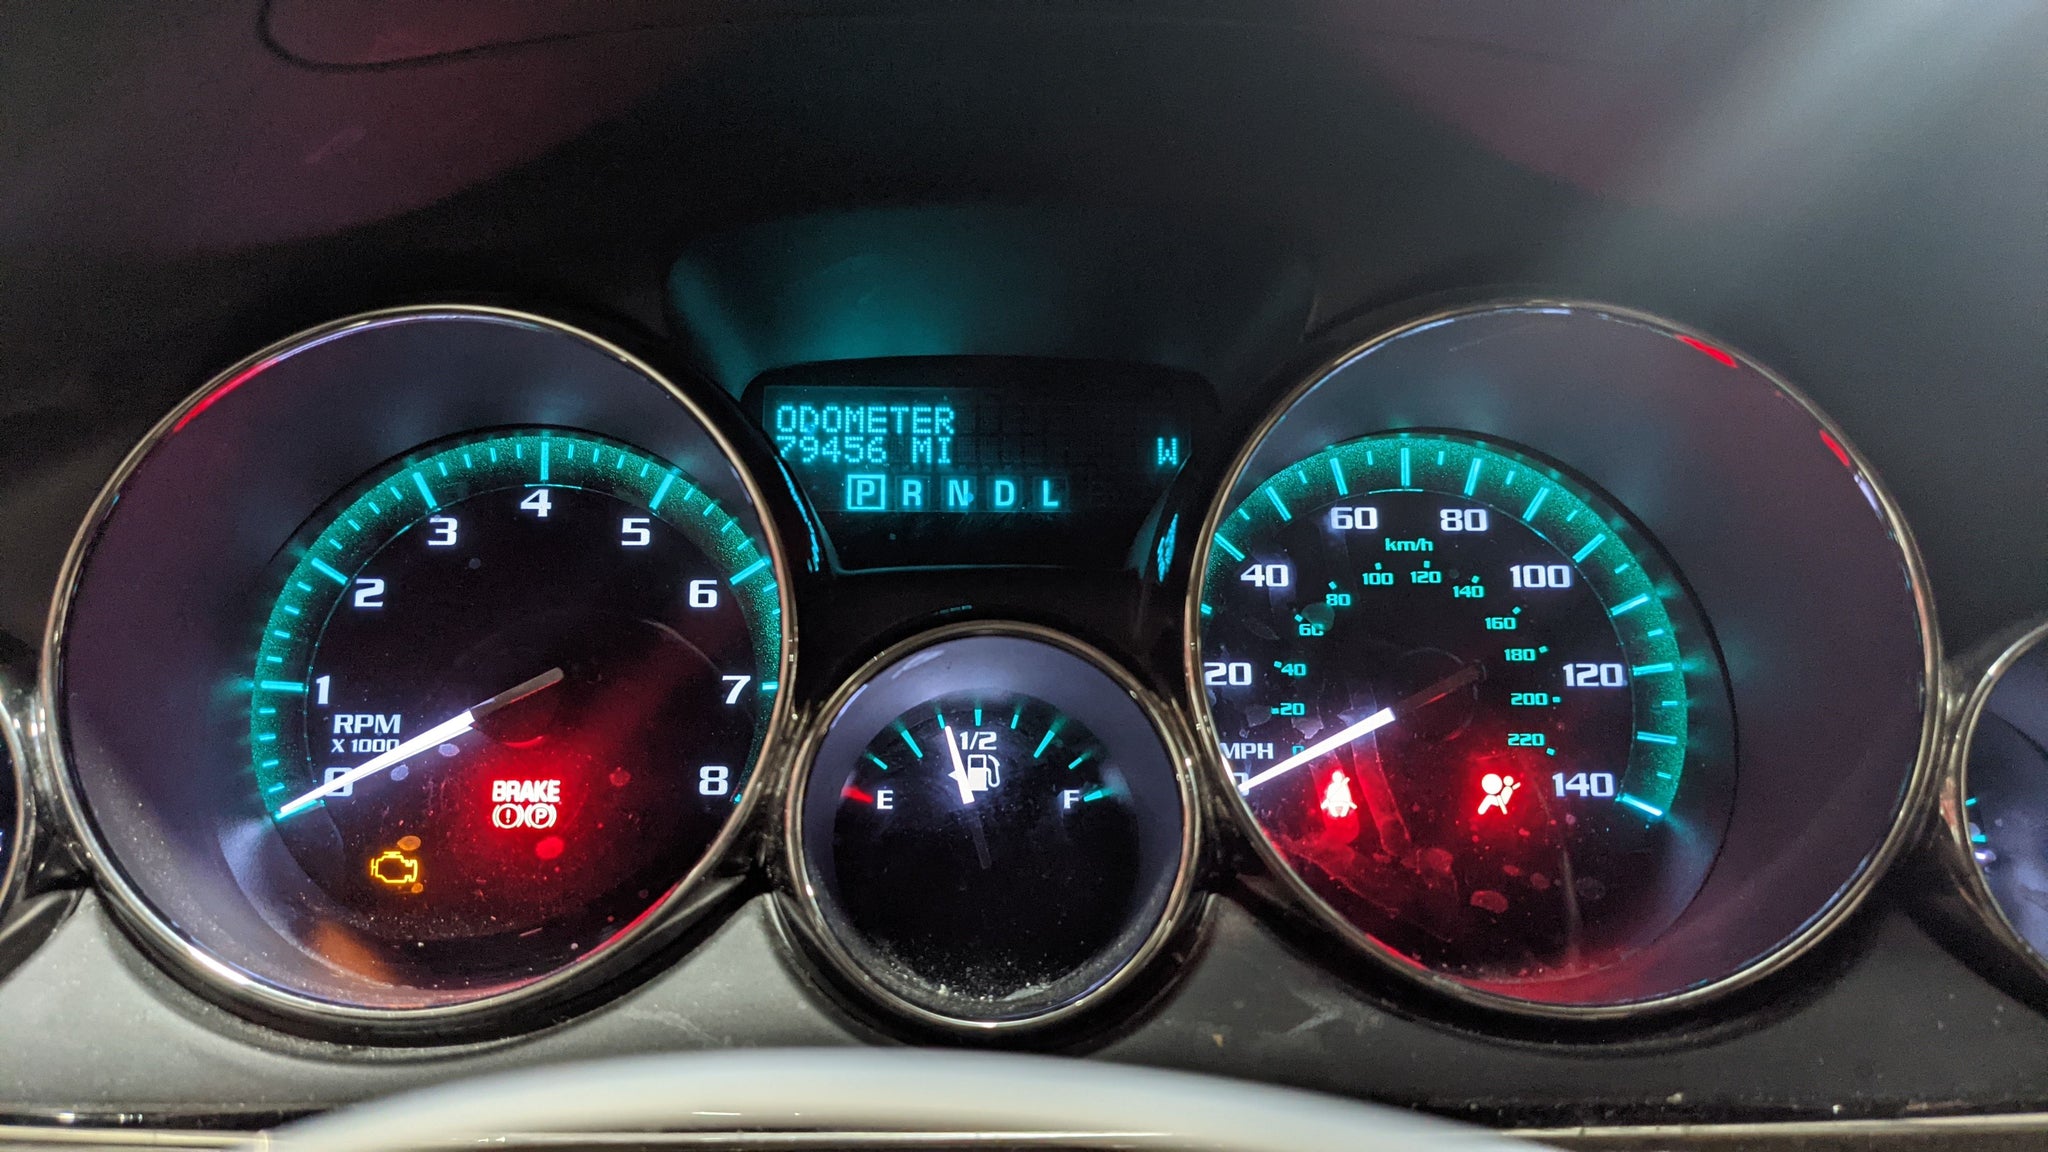 ODOMETER
79456 MI W
P R N D L
0 1 2 3 4 5 6 7 8
RPM
X 1000
BRAKE
(!) (P)
E 1/2 F
20 40 60 80 100 120 140
MPH
km/h
0 20 40 60 80 100 120 140 160 180 200 220